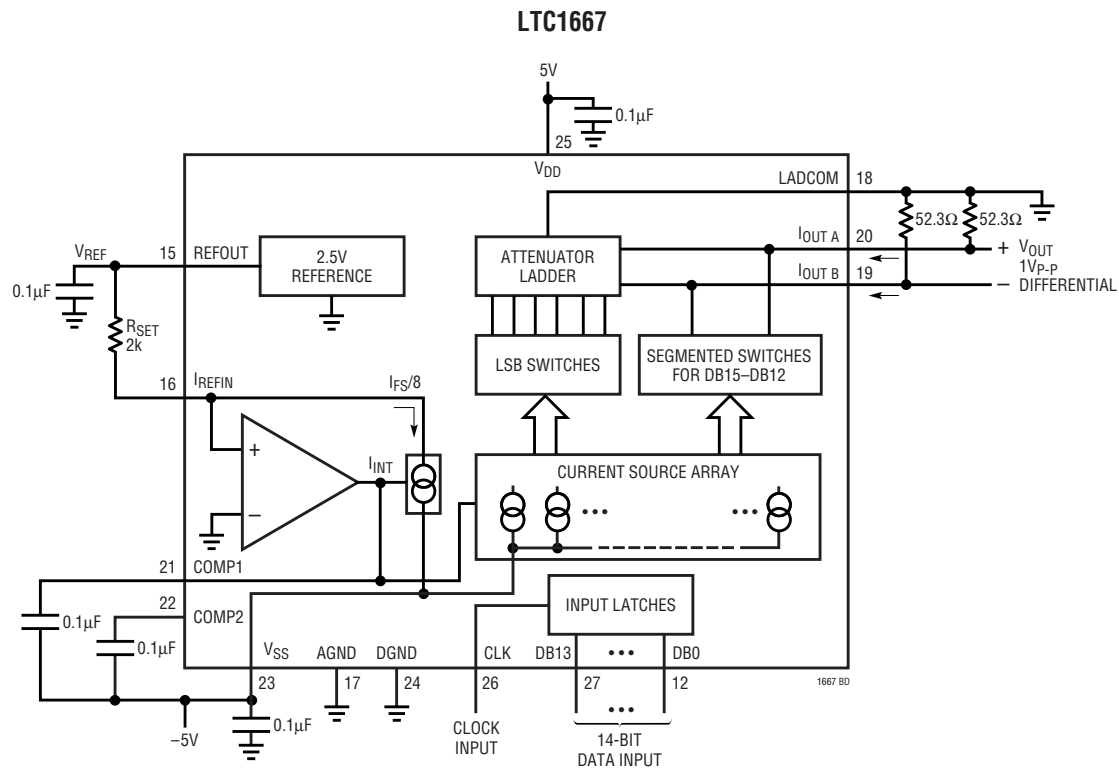 LTC1667
5V
0.1µF
25
VDD
LADCOM
18
52.3Ω
52.3Ω
VREF
15
REFOUT
2.5V
REFERENCE
ATTENUATOR
LADDER
IOUT A
20
IOUT B
19
+
VOUT
1VP-P
DIFFERENTIAL
–
0.1µF
RSET
2k
LSB SWITCHES
SEGMENTED SWITCHES
FOR DB15–DB12
16
IREFIN
IFS/8
+
–
IINT
CURRENT SOURCE ARRAY
•••
•••
21
COMP1
22
COMP2
0.1µF
0.1µF
INPUT LATCHES
VSS
AGND
DGND
CLK
DB13
•••
DB0
23
17
24
26
27
12
1667 BD
–5V
0.1µF
CLOCK
INPUT
•••
14-BIT
DATA INPUT